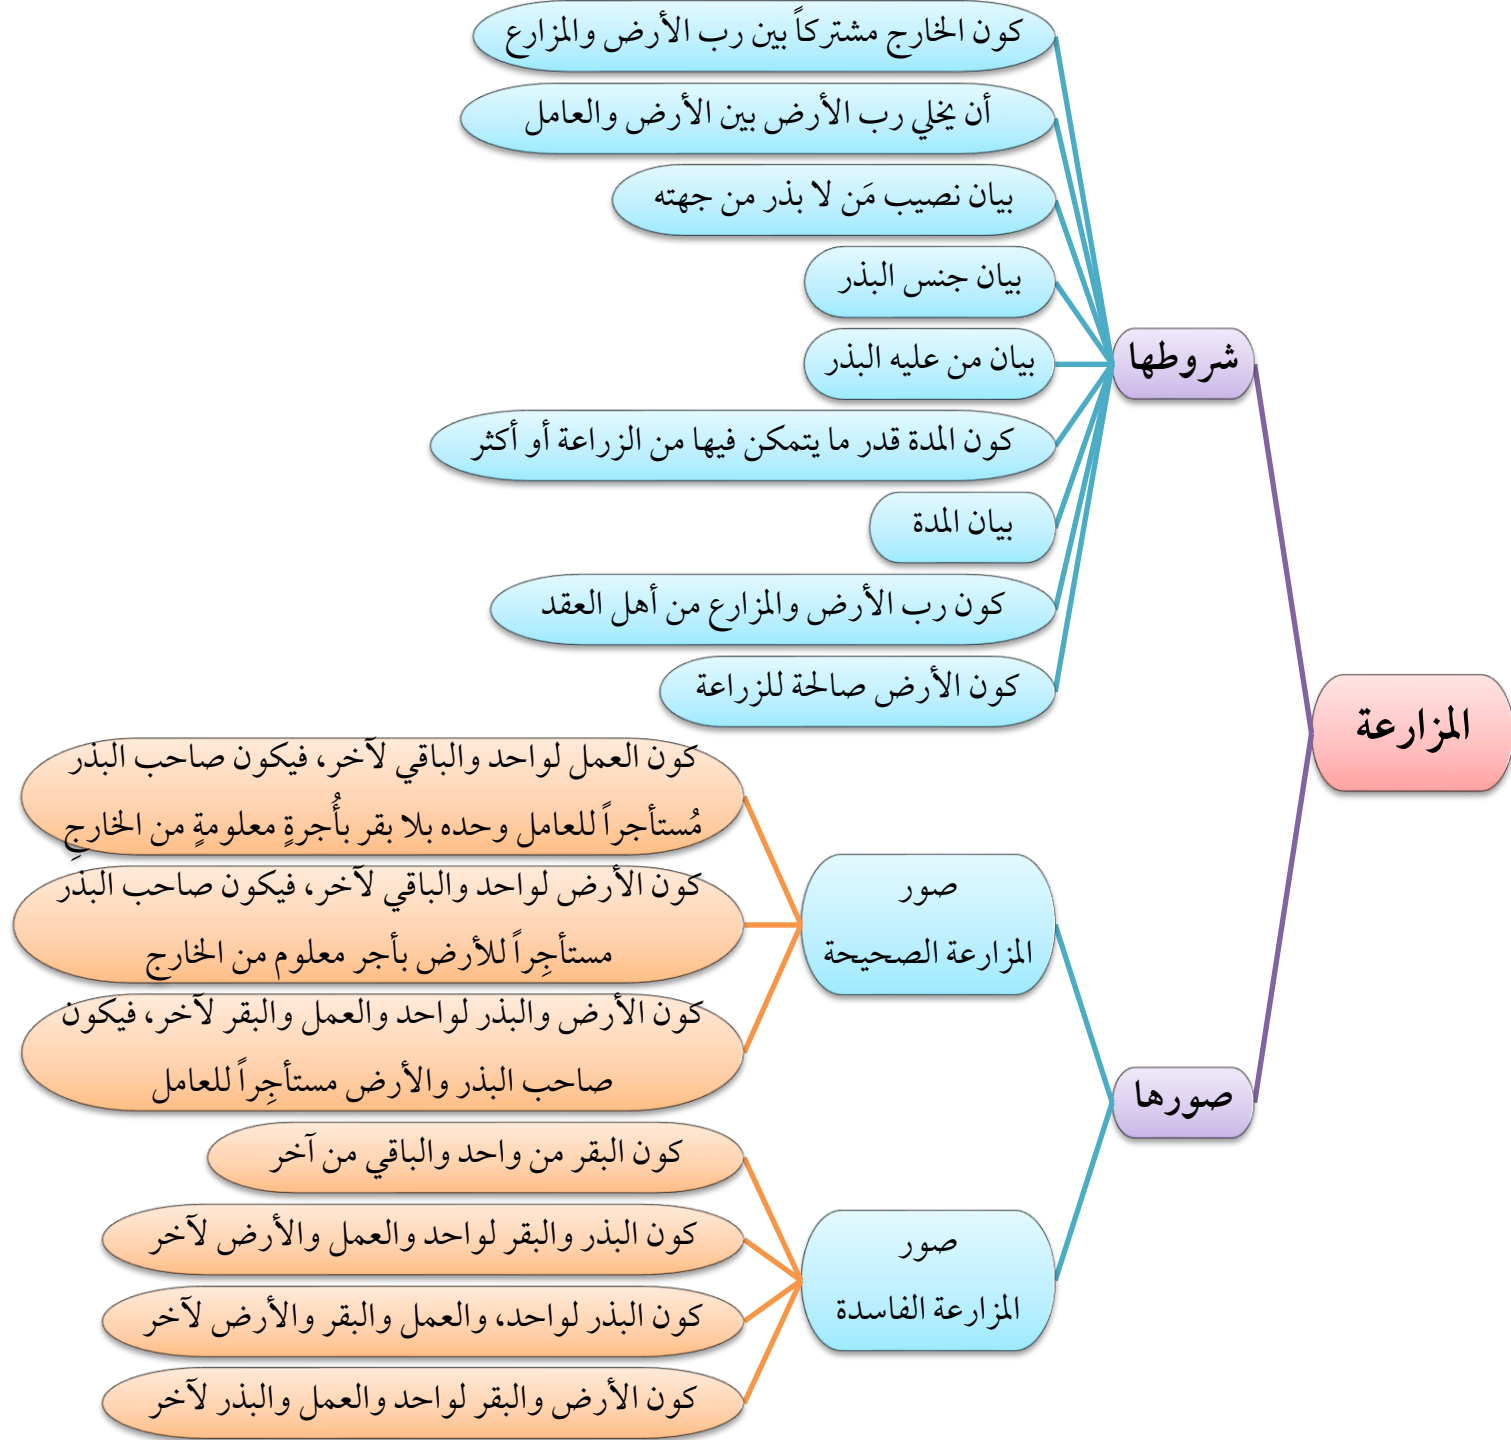 المزارعة
شروطها
كون الخارج مشتركاً بين رب الأرض والمزارع
أن يخلي رب الأرض بين الأرض والعامل
بيان نصيب مَن لا بذر من جهته
بيان جنس البذر
بيان من عليه البذر
كون المدة قدر ما يتمكن فيها من الزراعة أو أكثر
بيان المدة
كون رب الأرض والمزارع من أهل العقد
كون الأرض صالحة للزراعة
صورها
صور
المزارعة الصحيحة
كون العمل لواحد والباقي لآخر، فيكون صاحب البذر
مُستأجراً للعامل وحده بلا بقر بأُجرةٍ معلومةٍ من الخارجِ
كون الأرض لواحد والباقي لآخر، فيكون صاحب البذر
مستأجِراً للأرض بأجر معلوم من الخارج
كون الأرض والبذر لواحد والعمل والبقر لآخر، فيكون
صاحب البذر والأرض مستأجِراً للعامل
صور
المزارعة الفاسدة
كون البقر من واحد والباقي من آخر
كون البذر والبقر لواحد والعمل والأرض لآخر
كون البذر لواحد، والعمل والبقر والأرض لآخر
كون الأرض والبقر لواحد والعمل والبذر لآخر